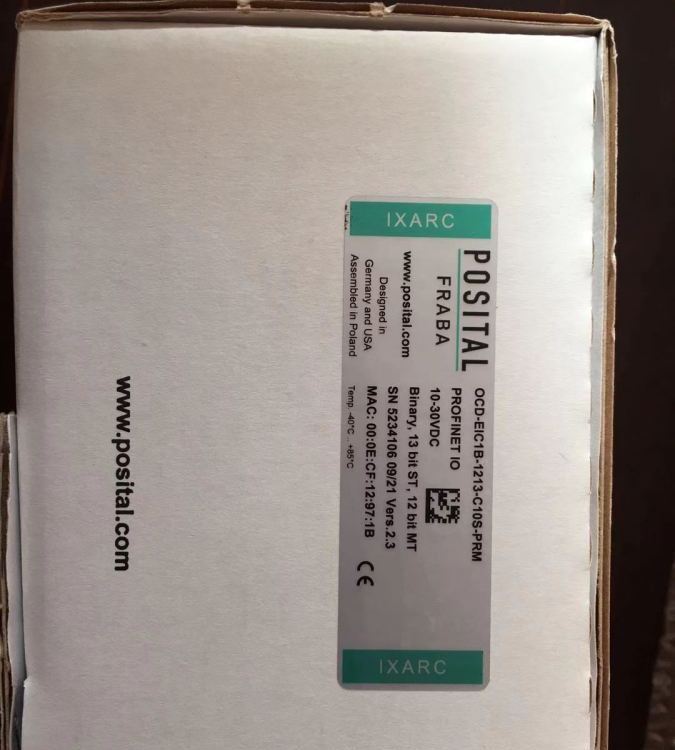 IXARC
POSITAL
FRABA
www.posital.com
Designed in
Germany and USA
Assembled in Poland
OCD-EIC1B-1213-C10S-PRM
PROFINET IO
10-30VDC
Binary, 13 bit ST, 12 bit MT
SN 5234106 09/21 Vers.2.3
MAC: 00:0E:CF:12:97:1B
Temp. -40°C .. +85°C
CE
IXARC
www.posital.com